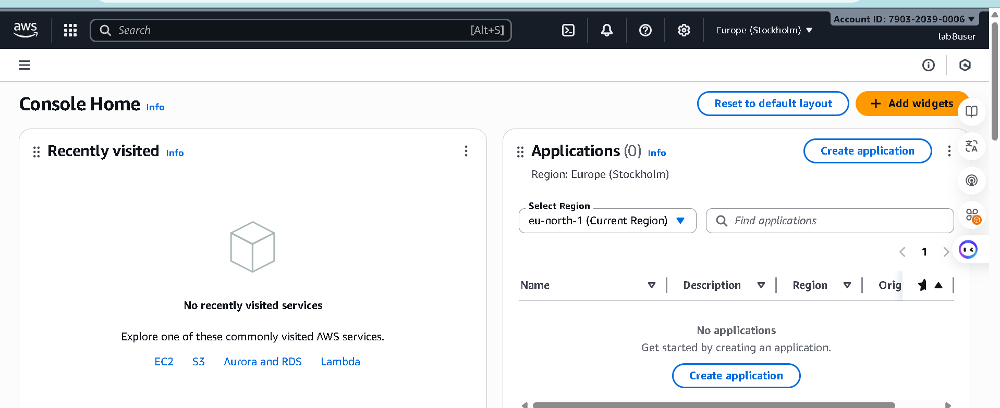 aws
Search
[Alt+S]
Europe (Stockholm)
Account ID: 7903-2039-0006
lab8user
Console Home
Info
Reset to default layout
Add widgets
Recently visited
Info
No recently visited services
Explore one of these commonly visited AWS services.
EC2 S3 Aurora and RDS Lambda
Applications (0)
Info
Create application
Region: Europe (Stockholm)
Select Region
eu-north-1 (Current Region)
Find applications
1
Name Description Region Orig
No applications
Get started by creating an application.
Create application